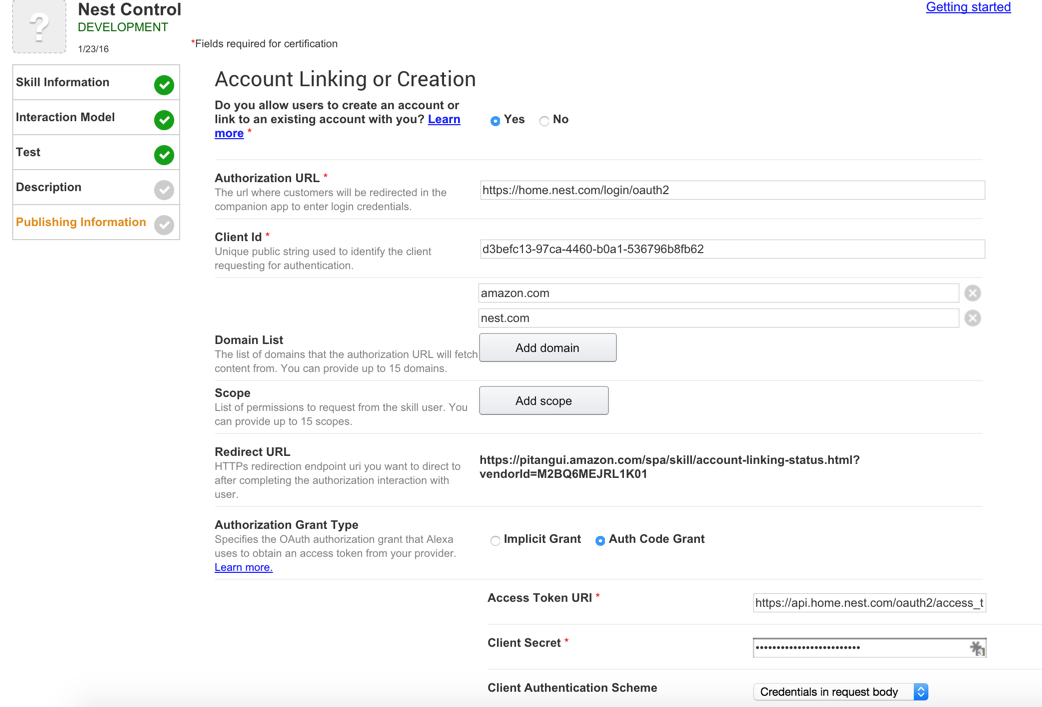 ?
Nest Control
DEVELOPMENT
1/23/16
Getting started
*Fields required for certification
Skill Information
Interaction Model
Test
Description
Publishing Information
Account Linking or Creation
Do you allow users to create an account or
link to an existing account with you? Learn
more *
Yes No
Authorization URL *
The url where customers will be redirected in the
companion app to enter login credentials.
https://home.nest.com/login/oauth2
Client Id *
Unique public string used to identify the client
requesting for authentication.
d3befc13-97ca-4460-b0a1-536796b8fb62
amazon.com
nest.com
Domain List
The list of domains that the authorization URL will fetch
content from. You can provide up to 15 domains.
Add domain
Scope
List of permissions to request from the skill user. You
can provide up to 15 scopes.
Add scope
Redirect URL
HTTPs redirection endpoint uri you want to direct to
after completing the authorization interaction with
user.
https://pitangui.amazon.com/spa/skill/account-linking-status.html?
vendorId=M2BQ6MEJRL1K01
Authorization Grant Type
Specifies the OAuth authorization grant that Alexa
uses to obtain an access token from your provider.
Learn more.
Implicit Grant Auth Code Grant
Access Token URI *
https://api.home.nest.com/oauth2/access_t
Client Secret *
•••••••••••••••••••••••••
Client Authentication Scheme
Credentials in request body